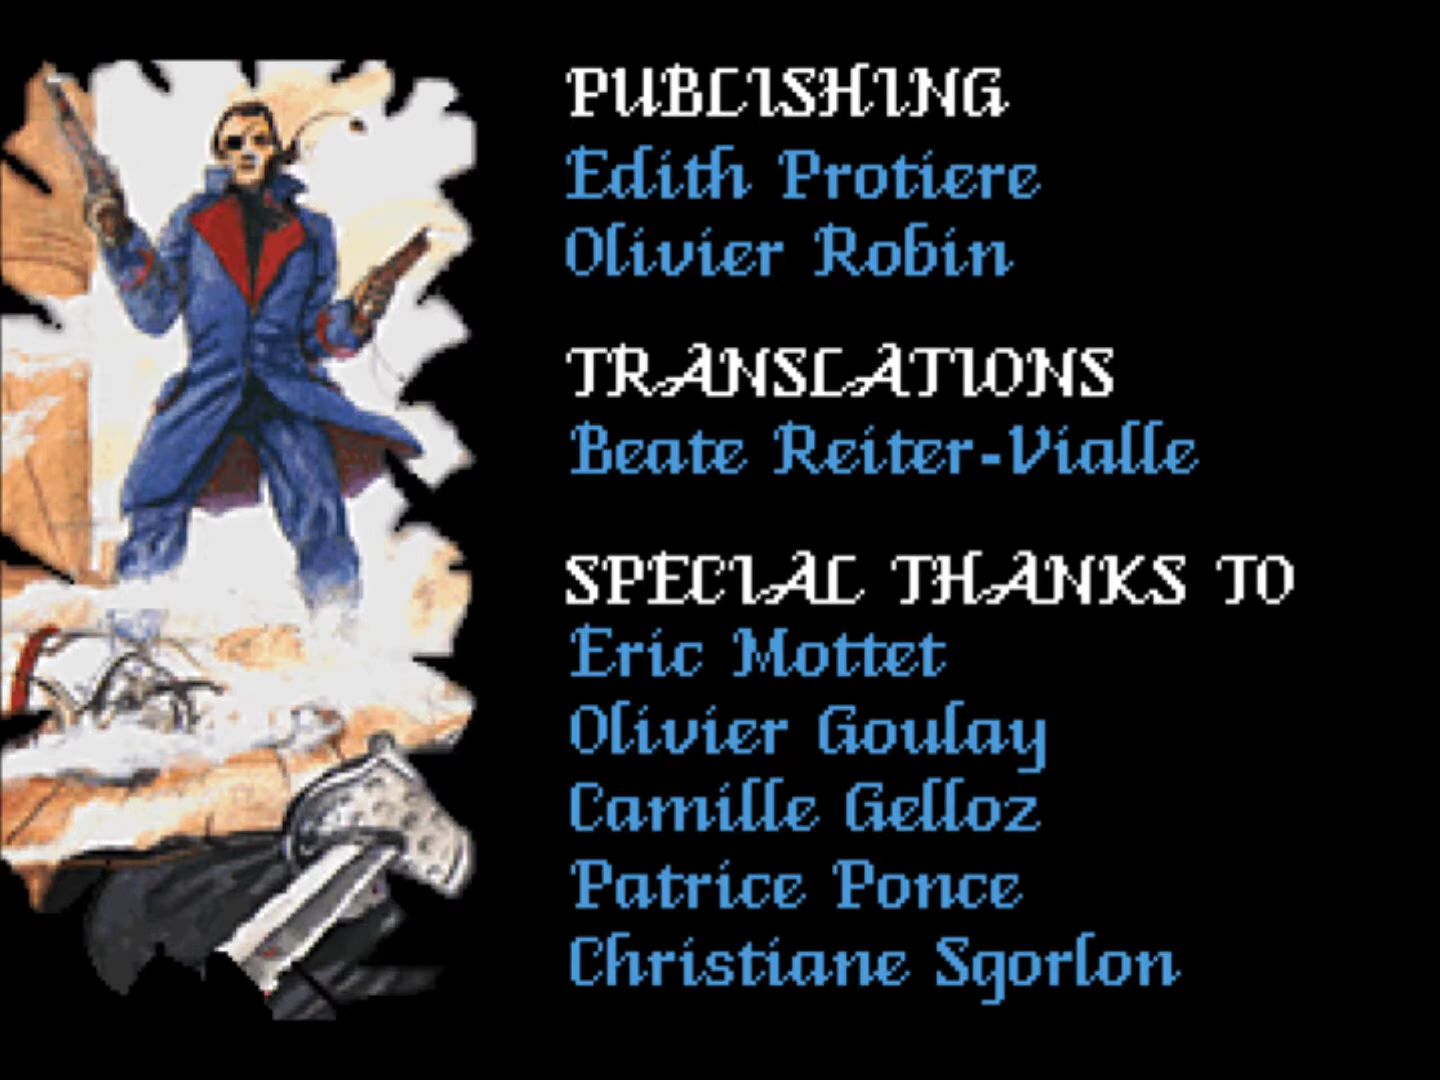 PUBLISHING
Edith Protiere
Olivier Robin
TRANSLATIONS
Beate Reiter-Vialle
SPECIAL THANKS TO
Eric Mottet
Olivier Goulay
Camille Gelloz
Patrice Ponce
Christiane Sgorlon